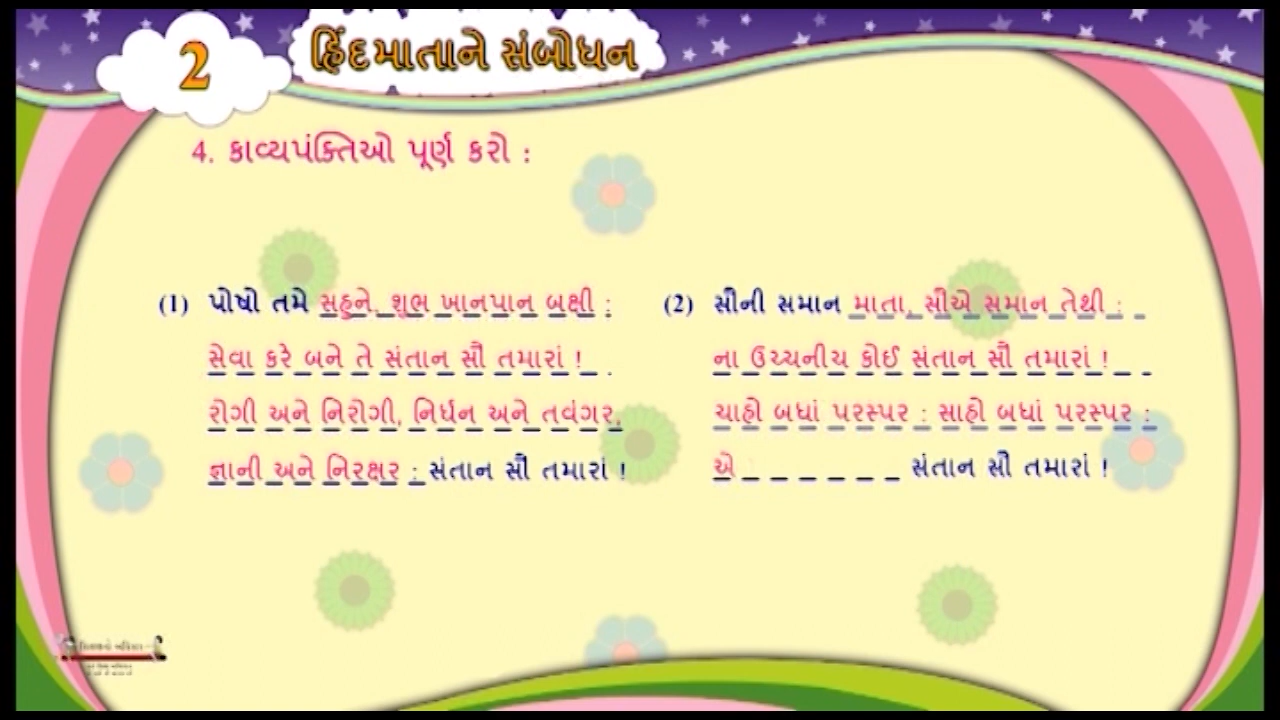 2
હિંદમાતાને સંબોધન
4. કાવ્યપંક્તિઓ પૂર્ણ કરો :
(1) પોષો તમે સહુને, શુભ ખાનપાન બક્ષી :
સેવા કરે બને તે સંતાન સૌ તમારાં !
રોગી અને નિરોગી, નિર્ધન અને તવંગર,
જ્ઞાની અને નિરક્ષર : સંતાન સૌ તમારાં !
(2) સૌની સમાન માતા, સૌએ સમાન તેથી :
ના ઉચ્ચનીચ કોઈ સંતાન સૌ તમારાં !
ચાહો બધાં પરસ્પર : સાહો બધાં પરસ્પર :
એ _ _ _ _ _ _ સંતાન સૌ તમારાં !